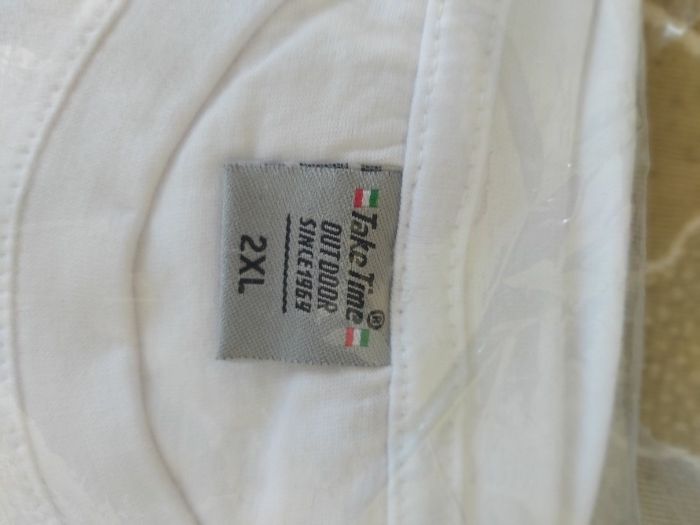 Take Time®
OUTDOOR
SINCE1969
2XL